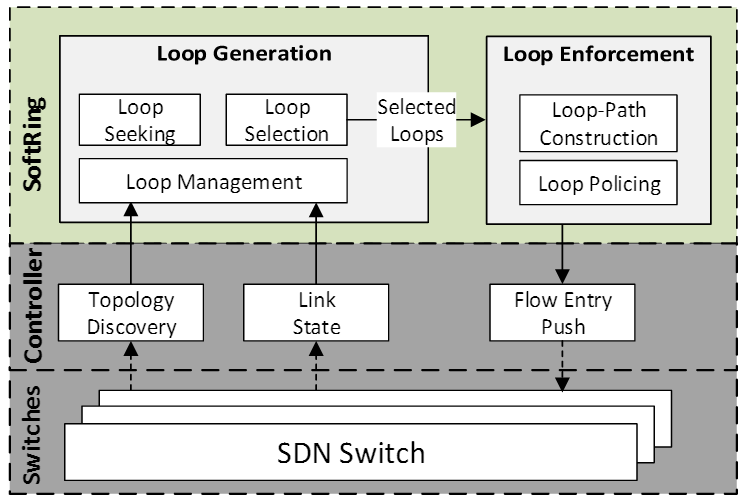 SoftRing
Loop Generation
Loop
Seeking
Loop
Selection
Loop Management
Selected
Loops
Loop Enforcement
Loop-Path
Construction
Loop Policing
Controller
Topology
Discovery
Link
State
Flow Entry
Push
Switches
SDN Switch